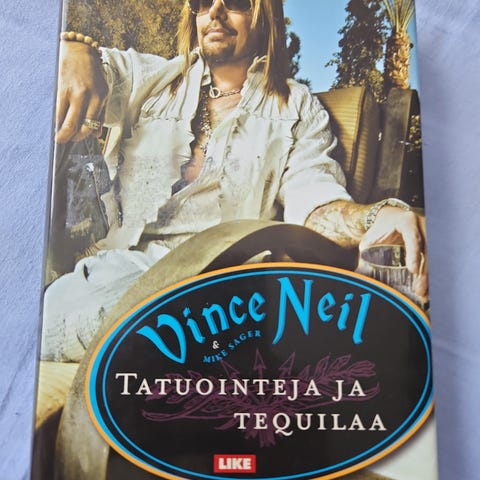 Vince Neil
& MIKE SAGER
TATUOINTEJA JA
TEQUILAA
LIKE